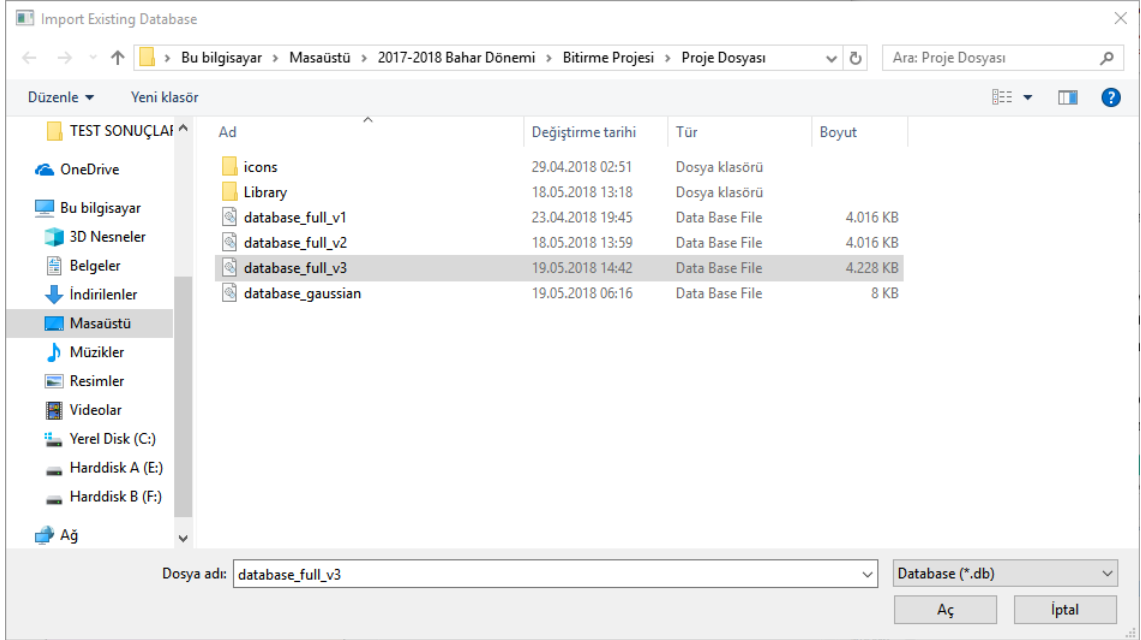 Import Existing Database
Bu bilgisayar > Masaüstü > 2017-2018 Bahar Dönemi > Bitirme Projesi > Proje Dosyası
Ara: Proje Dosyası
Düzenle Yeni klasör
TEST SONUÇLAR
OneDrive
Bu bilgisayar
3D Nesneler
Belgeler
İndirilenler
Masaüstü
Müzikler
Resimler
Videolar
Yerel Disk (C:)
Harddisk A (E:)
Harddisk B (F:)
Ağ
Ad Değiştirme tarihi Tür Boyut
icons 29.04.2018 02:51 Dosya klasörü
Library 18.05.2018 13:18 Dosya klasörü
database_full_v1 23.04.2018 19:45 Data Base File 4.016 KB
database_full_v2 18.05.2018 13:59 Data Base File 4.016 KB
database_full_v3 19.05.2018 14:42 Data Base File 4.228 KB
database_gaussian 19.05.2018 06:16 Data Base File 8 KB
Dosya adı: database_full_v3 Database (*.db)
Aç İptal